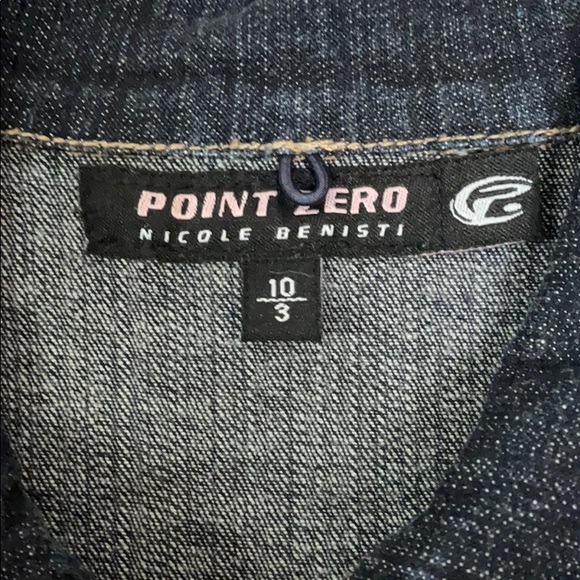 POINT ZERO
NICOLE BENISTI
10
3